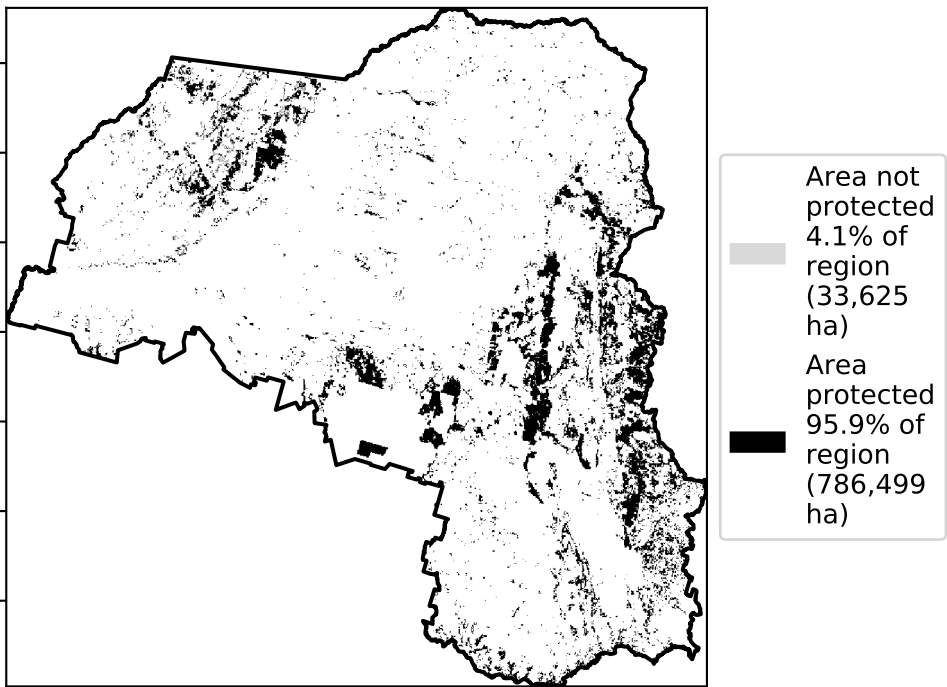 Area not
protected
4.1% of
region
(33,625
ha)
Area
protected
95.9% of
region
(786,499
ha)